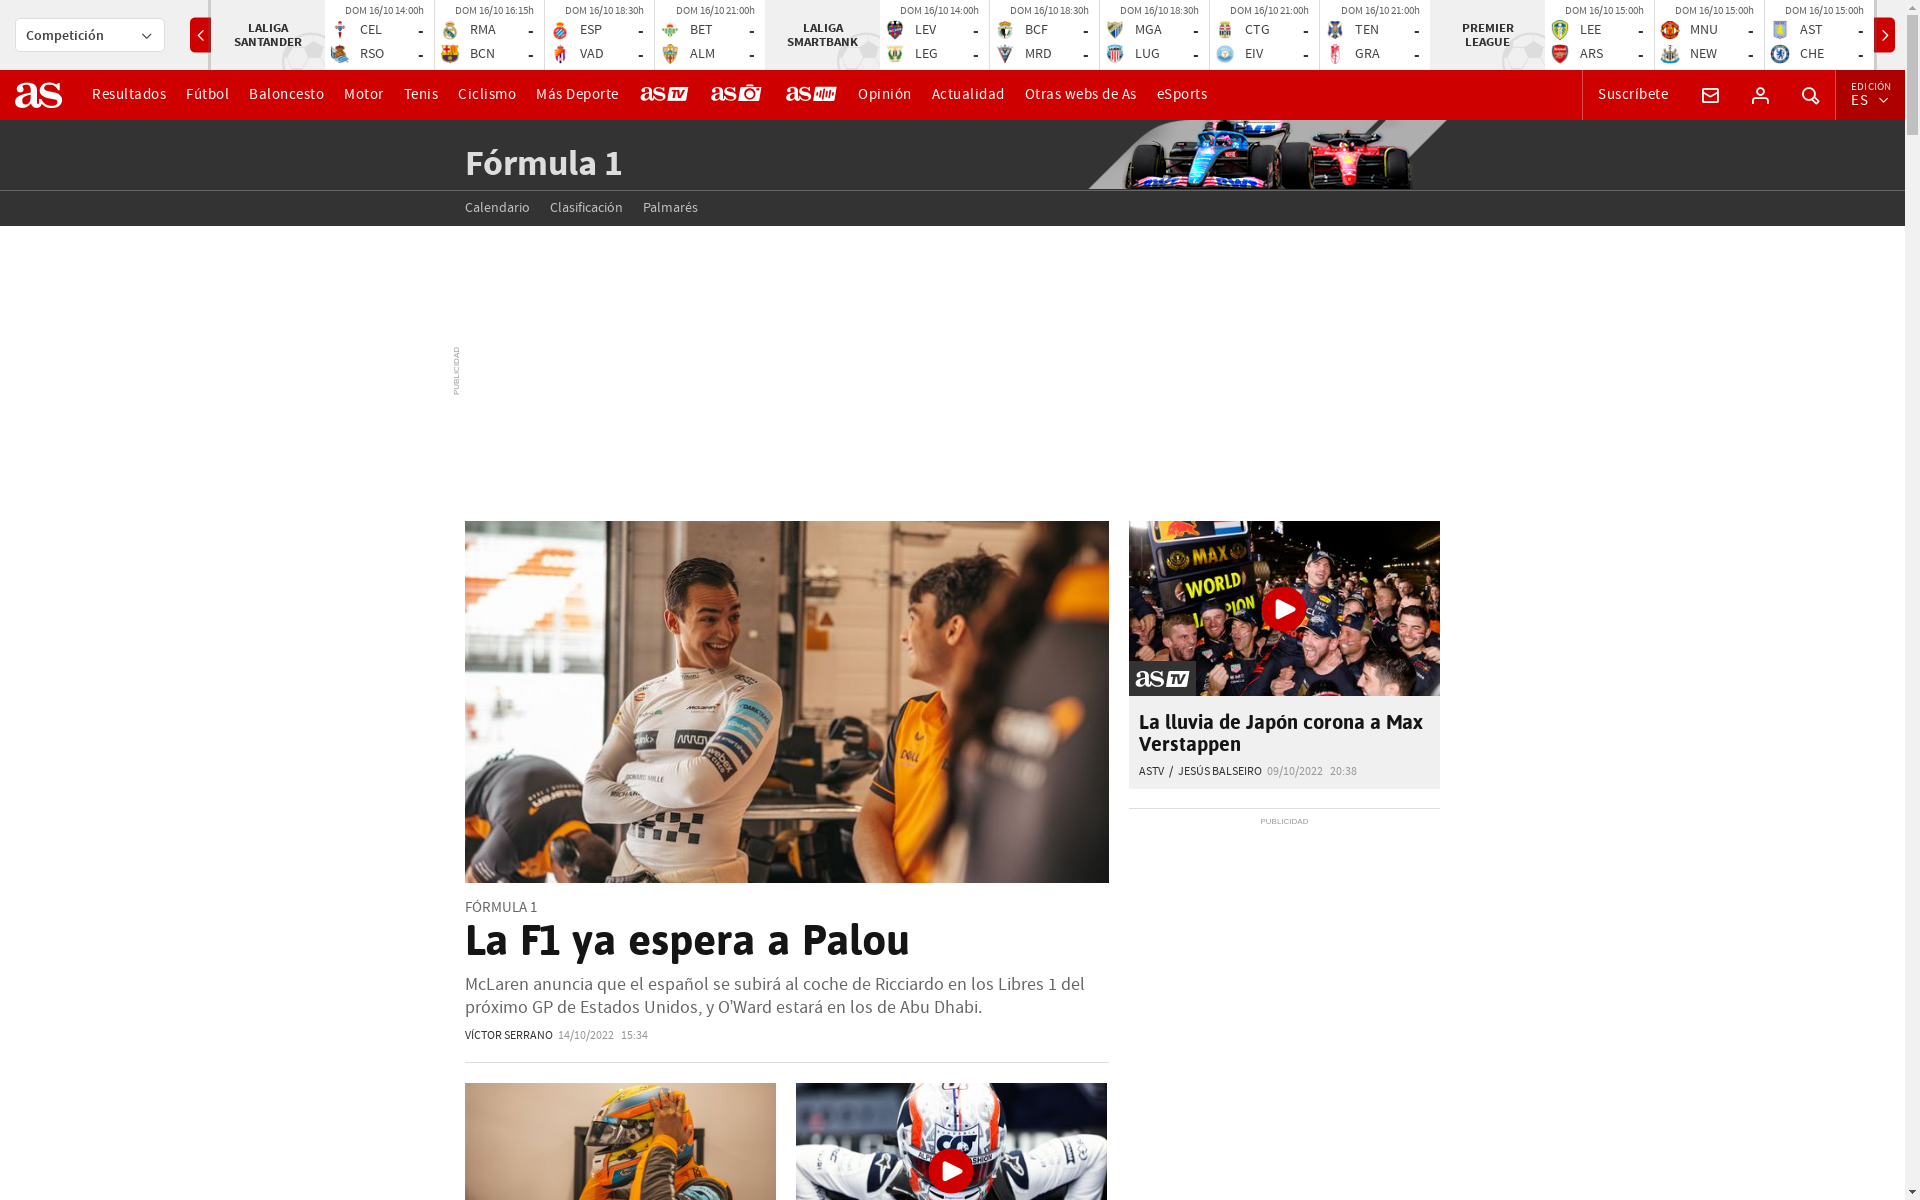 Competición
LALIGA
SANTANDER
DOM 16/10 14:00h
CEL -
RSO -
DOM 16/10 16:15h
RMA -
BCN -
DOM 16/10 18:30h
ESP -
VAD -
DOM 16/10 21:00h
BET -
ALM -
LALIGA
SMARTBANK
DOM 16/10 14:00h
LEV -
LEG -
DOM 16/10 18:30h
BCF -
MRD -
DOM 16/10 18:30h
MGA -
LUG -
DOM 16/10 21:00h
CTG -
EIV -
DOM 16/10 21:00h
TEN -
GRA -
PREMIER
LEAGUE
DOM 16/10 15:00h
LEE -
ARS -
DOM 16/10 15:00h
MNU -
NEW -
DOM 16/10 15:00h
AST -
CHE -
as Resultados Fútbol Baloncesto Motor Tenis Ciclismo Más Deporte as TV as as Opinión Actualidad Otras webs de As eSports Suscríbete
EDICIÓN
ES
Fórmula 1
Calendario Clasificación Palmarés
PUBLICIDAD
MAX
WORLD
as TV
La lluvia de Japón corona a Max
Verstappen
ASTV / JESÚS BALSEIRO 09/10/2022 20:38
PUBLICIDAD
FÓRMULA 1
La F1 ya espera a Palou
McLaren anuncia que el español se subirá al coche de Ricciardo en los Libres 1 del
próximo GP de Estados Unidos, y O'Ward estará en los de Abu Dhabi.
VÍCTOR SERRANO 14/10/2022 15:34